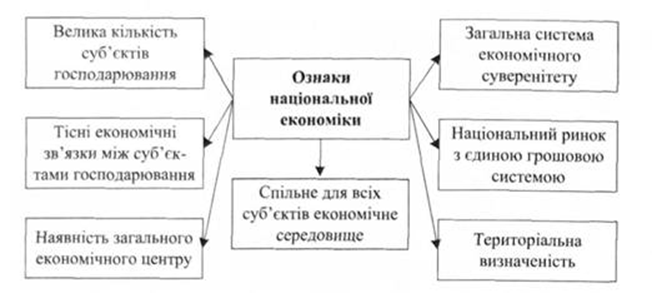 Велика кількість
суб’єктів
господарювання
Тісні економічні
зв’язки між суб’єк-
тами господарювання
Наявність загального
економічного центру
Ознаки
національної
економіки
Спільне для всіх
суб’єктів економічне
середовище
Загальна система
економічного
суверенітету
Національний ринок
з єдиною грошовою
системою
Територіальна
визначеність